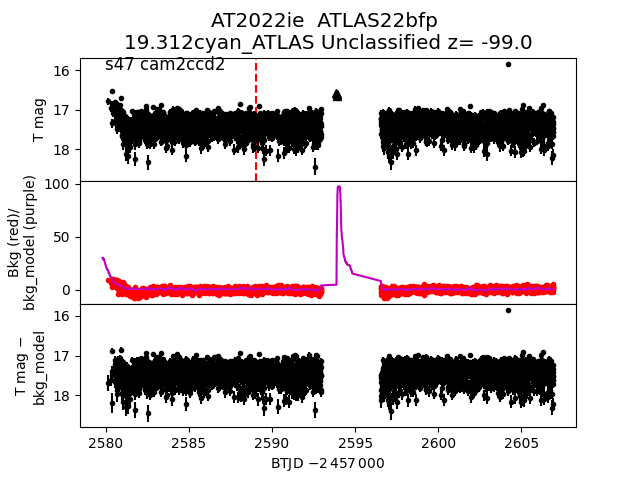 AT2022ie  ATLAS22bfp
19.312cyan_ATLAS Unclassified z= -99.0
s47 cam2ccd2
T mag
16
17
18
Bkg (red)/
bkg_model (purple)
100
50
0
T mag −
bkg_model
16
17
18
2580 2585 2590 2595 2600 2605
BTJD −2 457 000